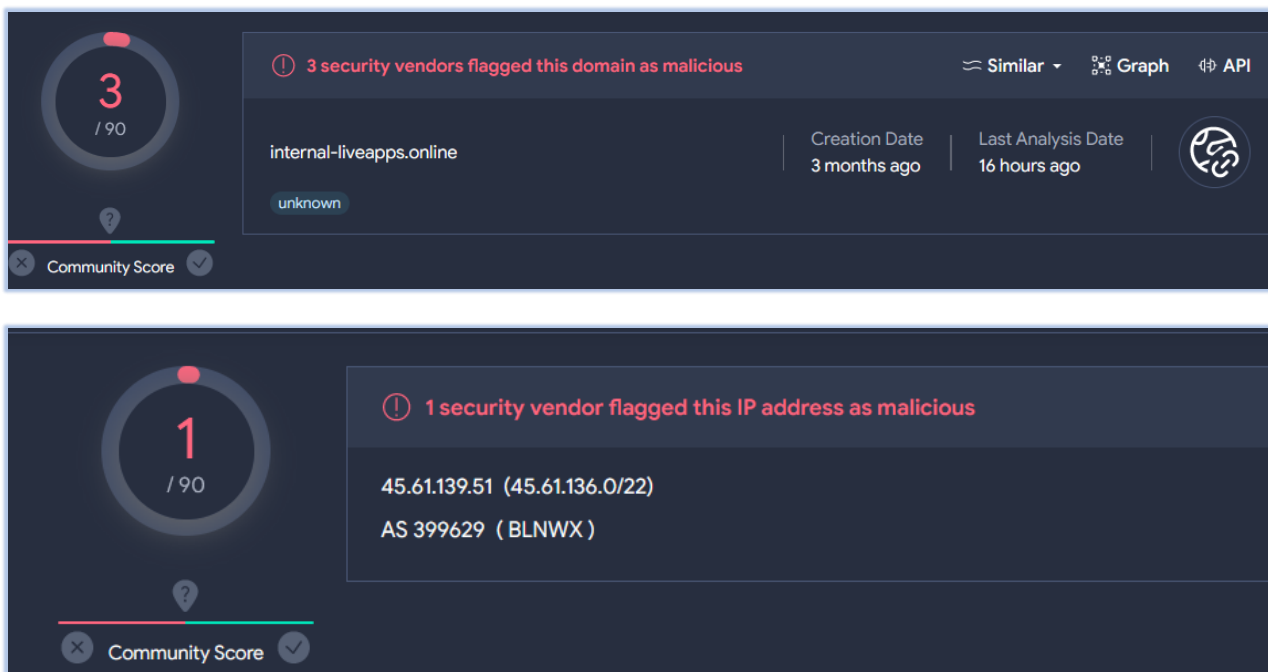 3
/ 90
Community Score
3 security vendors flagged this domain as malicious
Similar
Graph
API
internal-liveapps.online
unknown
Creation Date
3 months ago
Last Analysis Date
16 hours ago
1
/ 90
Community Score
1 security vendor flagged this IP address as malicious
45.61.139.51 (45.61.136.0/22)
AS 399629 ( BLNWX )